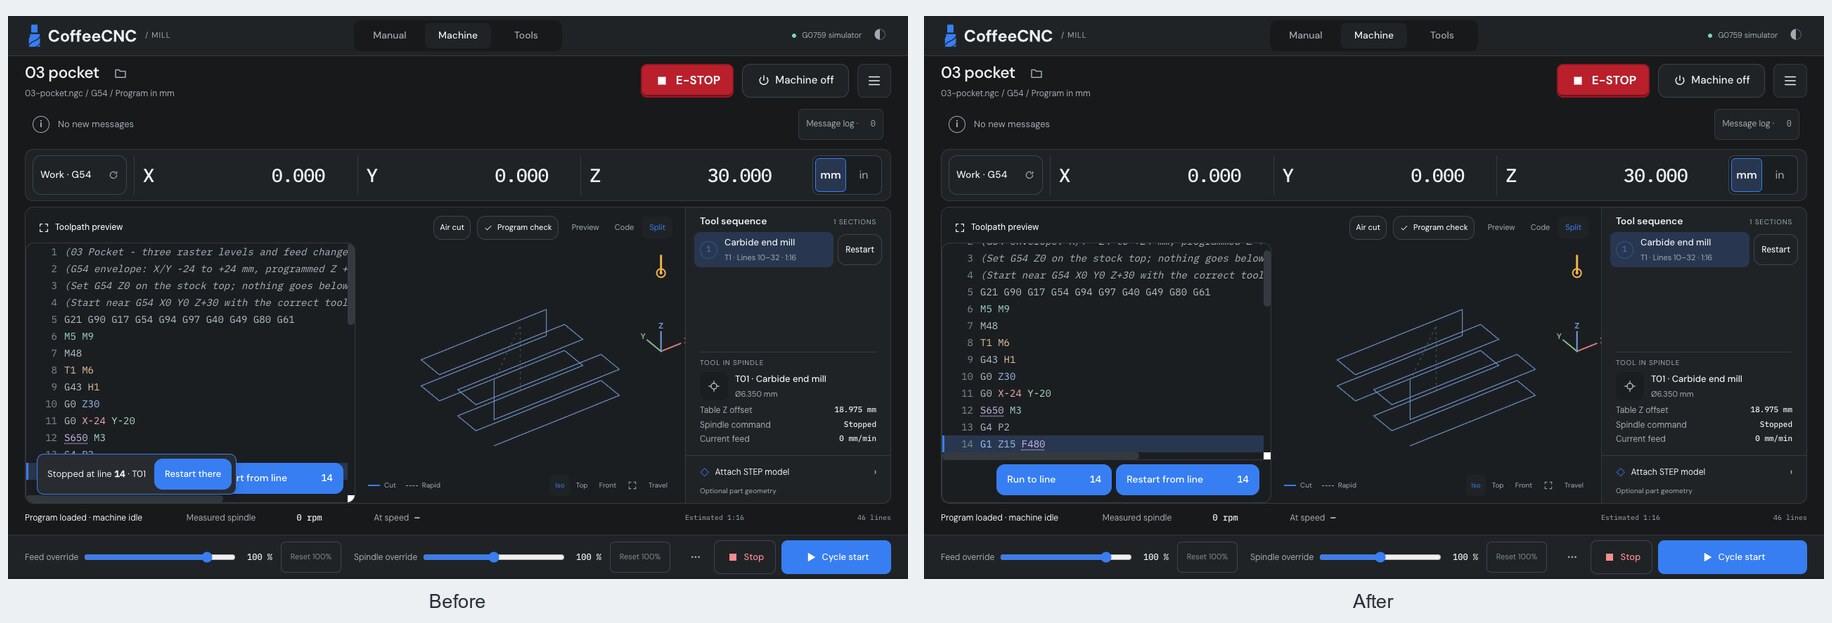 CoffeeCNC / MILL Manual Machine Tools G0759 simulator
03 pocket E-STOP Machine off
03-pocket.ngc / G54 / Program in mm
i No new messages Message log · 0
Work · G54 X 0.000 Y 0.000 Z 30.000 mm in
Toolpath preview Air cut Program check Preview Code Split
1 (03 Pocket - three raster levels and feed change
2 (G54 envelope: X/Y -24 to +24 mm, programmed Z +
3 (Set G54 Z0 on the stock top; nothing goes below
4 (Start near G54 X0 Y0 Z+30 with the correct tool
5 G21 G90 G17 G54 G94 G97 G40 G49 G80 G61
6 M5 M9
7 M48
8 T1 M6
9 G43 H1
10 G0 Z30
11 G0 X-24 Y-20
12 S650 M3
Stopped at line 14 · T01 Restart there
rt from line 14
Z
Y
Cut Rapid Iso Top Front Travel
Tool sequence 1 SECTIONS
1 Carbide end mill Restart
T1 · Lines 10–32 · 1:16
TOOL IN SPINDLE
T01 · Carbide end mill
Ø6.350 mm
Table Z offset 18.975 mm
Spindle command Stopped
Current feed 0 mm/min
Attach STEP model
Optional part geometry
Program loaded · machine idle Measured spindle 0 rpm At speed – Estimated 1:16 46 lines
Feed override 100 % Reset 100% Spindle override 100 % Reset 100% ··· Stop Cycle start
Before
CoffeeCNC / MILL Manual Machine Tools G0759 simulator
03 pocket E-STOP Machine off
03-pocket.ngc / G54 / Program in mm
i No new messages Message log · 0
Work · G54 X 0.000 Y 0.000 Z 30.000 mm in
Toolpath preview Air cut Program check Preview Code Split
3 (Set G54 Z0 on the stock top; nothing goes below
4 (Start near G54 X0 Y0 Z+30 with the correct tool
5 G21 G90 G17 G54 G94 G97 G40 G49 G80 G61
6 M5 M9
7 M48
8 T1 M6
9 G43 H1
10 G0 Z30
11 G0 X-24 Y-20
12 S650 M3
13 G4 P2
14 G1 Z15 F480
Run to line 14 Restart from line 14
Z
Y
Cut Rapid Iso Top Front Travel
Tool sequence 1 SECTIONS
1 Carbide end mill Restart
T1 · Lines 10–32 · 1:16
TOOL IN SPINDLE
T01 · Carbide end mill
Ø6.350 mm
Table Z offset 18.975 mm
Spindle command Stopped
Current feed 0 mm/min
Attach STEP model
Optional part geometry
Program loaded · machine idle Measured spindle 0 rpm At speed – Estimated 1:16 46 lines
Feed override 100 % Reset 100% Spindle override 100 % Reset 100% ··· Stop Cycle start
After